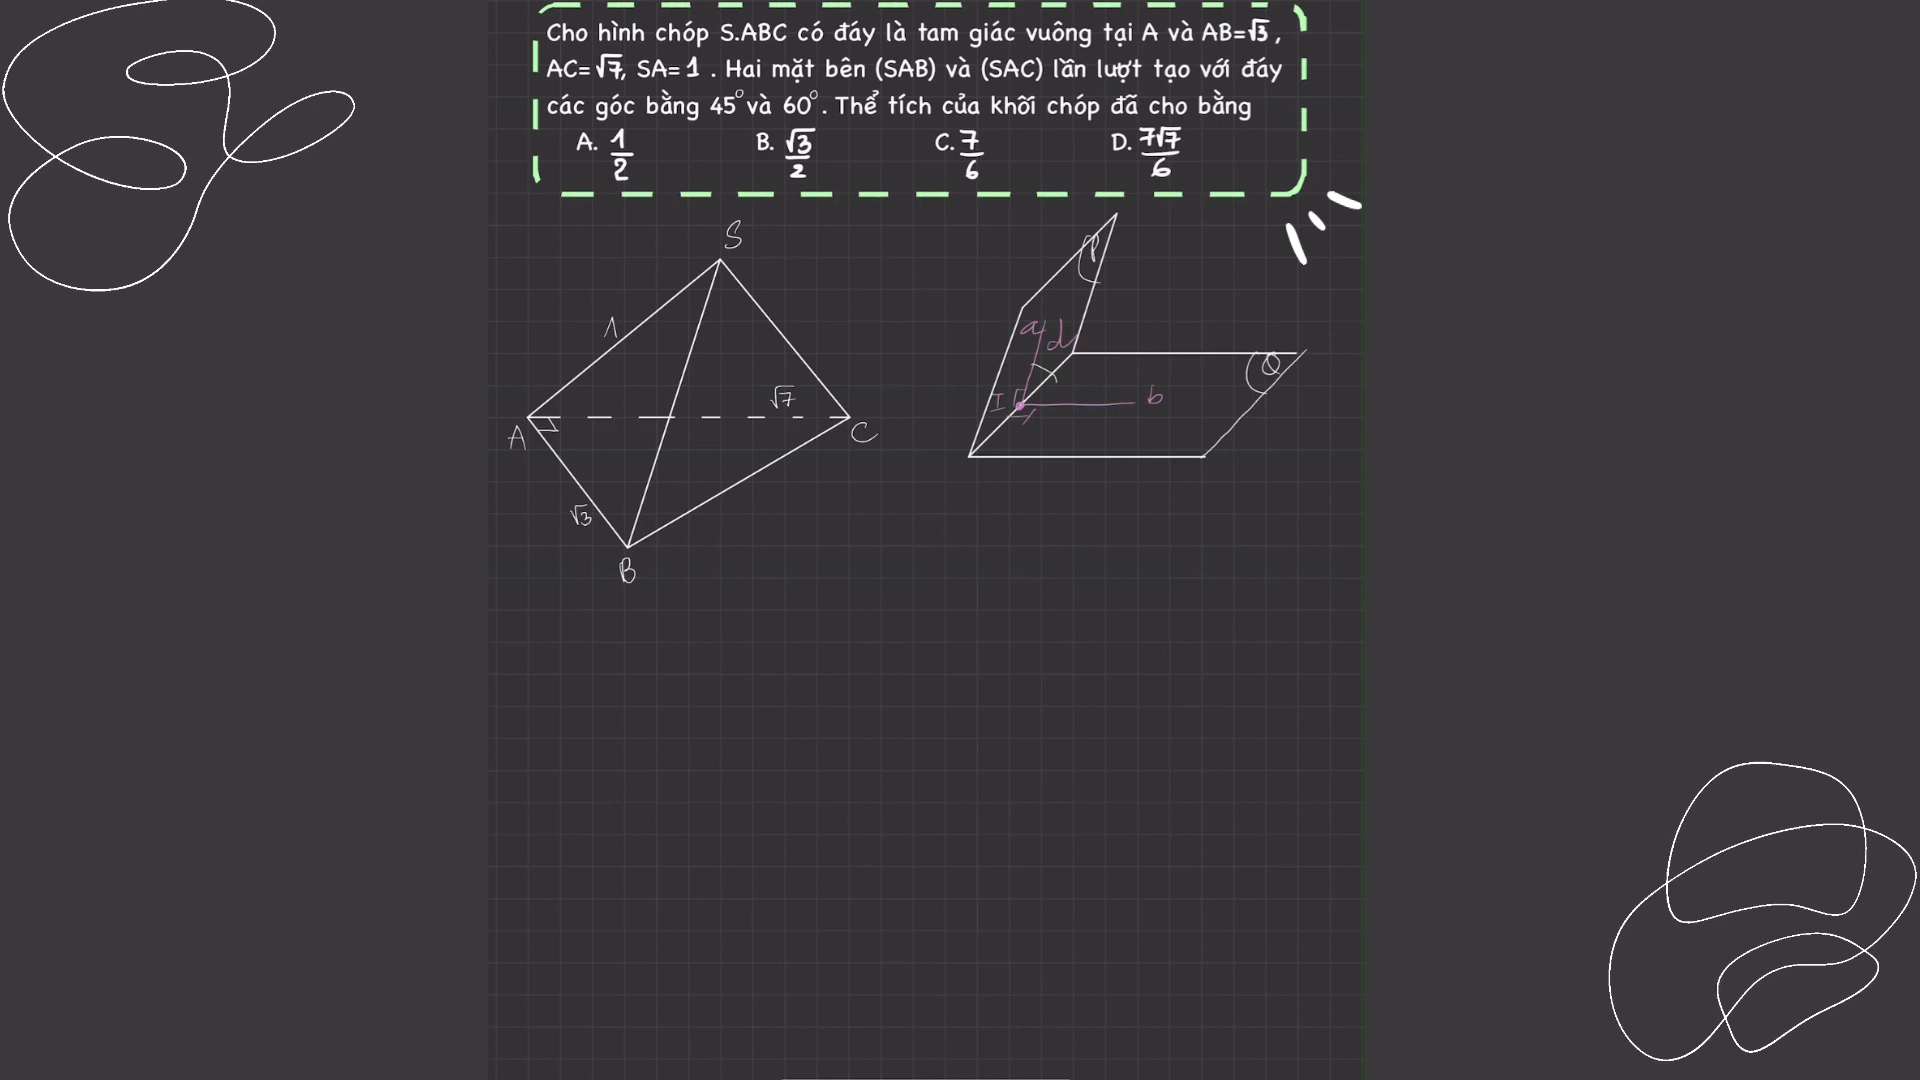 Cho hình chóp S.ABC có đáy là tam giác vuông tại A và AB=√3,
AC=√7, SA=1. Hai mặt bên (SAB) và (SAC) lần lượt tạo với đáy
các góc bằng 45° và 60°. Thể tích của khối chóp đã cho bằng
A. 1/2 B. √3/2 C. 7/6 D. 7√7/6
S
P
1
a d
Q
√7
I b
A C
√3
B